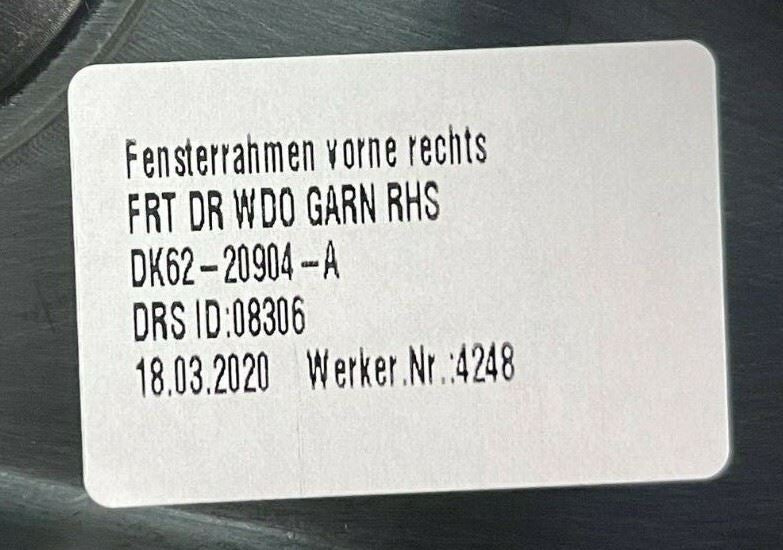 Fensterrahmen vorne rechts
FRT DR WDO GARN RHS
DK62-20904-A
DRS ID:08306
18.03.2020 Werker.Nr.:4248